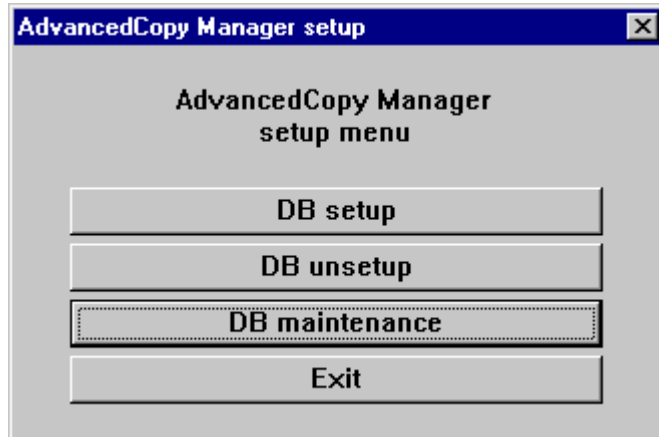 AdvancedCopy Manager setup
AdvancedCopy Manager
setup menu
DB setup
DB unsetup
DB maintenance
Exit